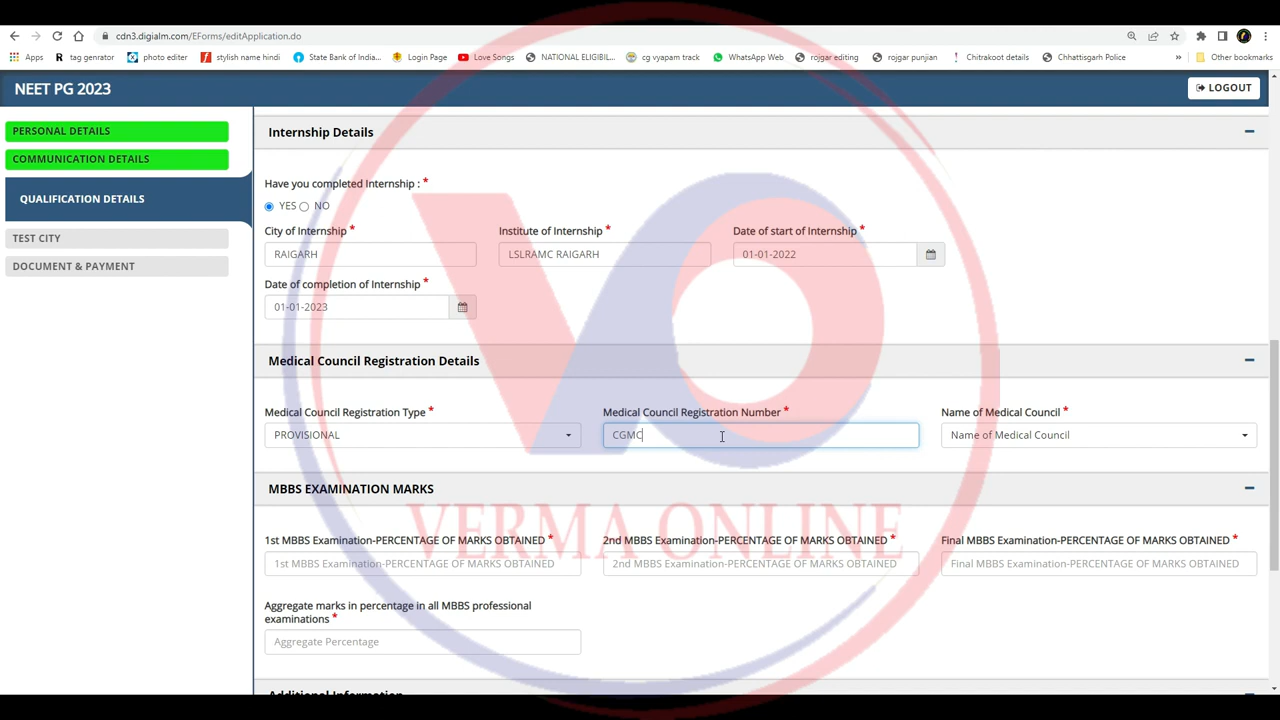 cdn3.digialm.com/EForms/editApplication.do
Apps
tag genrator
photo editer
stylish name hindi
State Bank of India...
Login Page
Love Songs
NATIONAL ELIGIBIL...
cg vyapam track
WhatsApp Web
rojgar editing
rojgar punjian
Chitrakoot details
Chhattisgarh Police
»
Other bookmarks
NEET PG 2023
LOGOUT
PERSONAL DETAILS
COMMUNICATION DETAILS
QUALIFICATION DETAILS
TEST CITY
DOCUMENT & PAYMENT
Internship Details
Have you completed Internship : *
YES NO
City of Internship *
Institute of Internship *
Date of start of Internship *
RAIGARH
LSLRAMC RAIGARH
01-01-2022
Date of completion of Internship *
01-01-2023
Medical Council Registration Details
Medical Council Registration Type *
Medical Council Registration Number *
Name of Medical Council *
PROVISIONAL
CGMC
Name of Medical Council
MBBS EXAMINATION MARKS
VERMA ONLINE
1st MBBS Examination-PERCENTAGE OF MARKS OBTAINED *
2nd MBBS Examination-PERCENTAGE OF MARKS OBTAINED *
Final MBBS Examination-PERCENTAGE OF MARKS OBTAINED *
1st MBBS Examination-PERCENTAGE OF MARKS OBTAINED
2nd MBBS Examination-PERCENTAGE OF MARKS OBTAINED
Final MBBS Examination-PERCENTAGE OF MARKS OBTAINED
Aggregate marks in percentage in all MBBS professional
examinations *
Aggregate Percentage
Additional Information